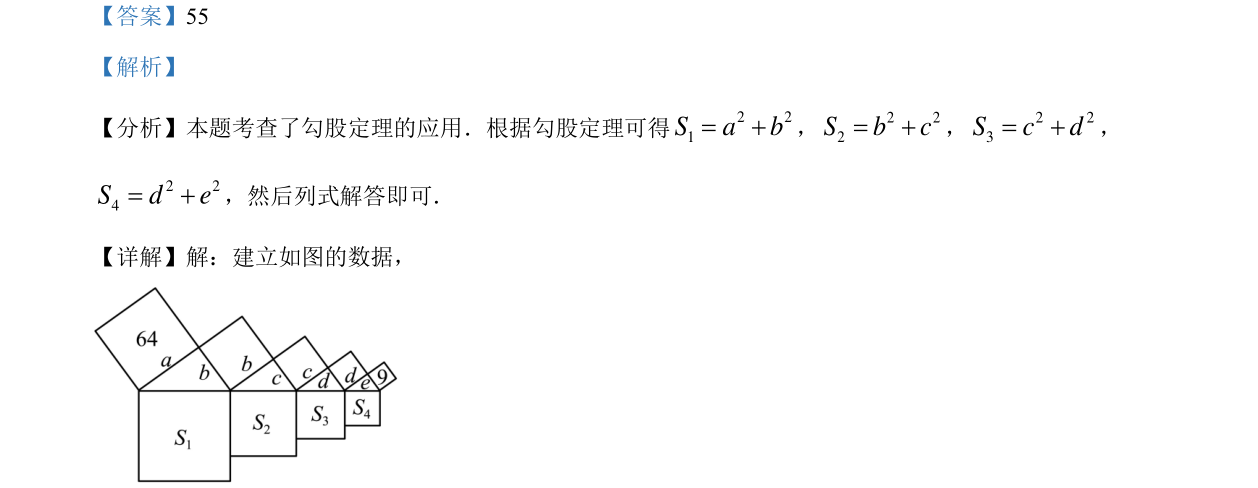 【答案】55
【解析】
【分析】本题考查了勾股定理的应用．根据勾股定理可得 S₁ = a² + b²，S₂ = b² + c²，S₃ = c² + d²，
S₄ = d² + e²，然后列式解答即可．
【详解】解：建立如图的数据，
64
a
b
b
c
c
d
d
e
9
S₁
S₂
S₃
S₄